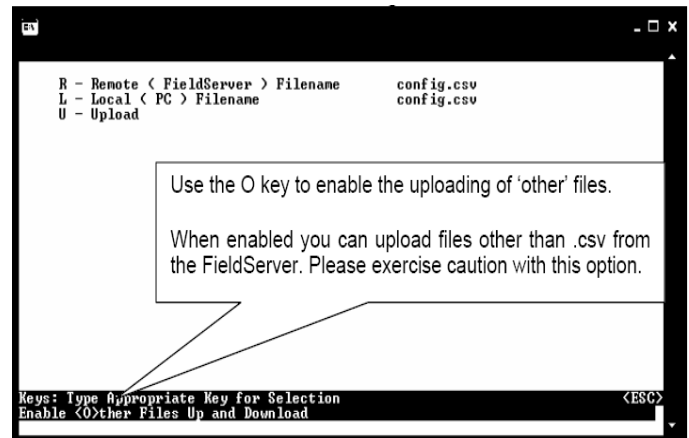 R - Remote ( FieldServer ) Filename config.csv
L - Local ( PC ) Filename config.csv
U - Upload
Use the O key to enable the uploading of ‘other’ files.
When enabled you can upload files other than .csv from
the FieldServer. Please exercise caution with this option.
Keys: Type Appropriate Key for Selection <ESC>
Enable <O>ther Files Up and Download